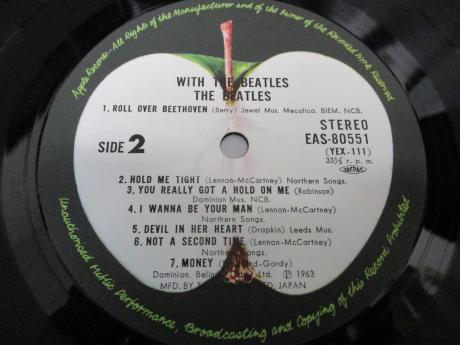 Apple Records-All Rights of the Manufacturer and of the Owner of the Recorded Work Reserved
WITH THE BEATLES
THE BEATLES
1. ROLL OVER BEETHOVEN (Berry) Jewel Mus. Mecolico. BIEM. NCB.
SIDE 2
STEREO
EAS-80551
(YEX-111)
33⅓ r. p. m.
2. HOLD ME TIGHT (Lennon-McCartney) Northern Songs.
3. YOU REALLY GOT A HOLD ON ME (Robinson)
Dominion Mus. NCB.
4. I WANNA BE YOUR MAN (Lennon-McCartney)
Northern Songs.
5. DEVIL IN HER HEART (Drapkin) Leeds Mus.
6. NOT A SECOND TIME (Lennon-McCartney)
Northern Songs.
7. MONEY -Gordy)
Dominion. Ltd. ℗ 1963
MFD. BY JAPAN
Unauthorised Public Performance, Broadcasting and Copying of this Record Prohibited